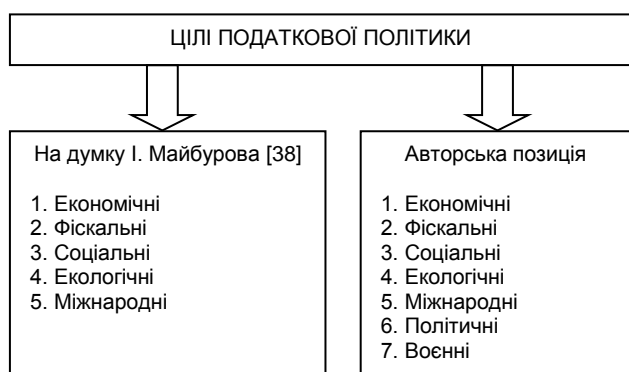 ЦІЛІ ПОДАТКОВОЇ ПОЛІТИКИ
На думку І. Майбурова [38]
1. Економічні
2. Фіскальні
3. Соціальні
4. Екологічні
5. Міжнародні
Авторська позиція
1. Економічні
2. Фіскальні
3. Соціальні
4. Екологічні
5. Міжнародні
6. Політичні
7. Воєнні